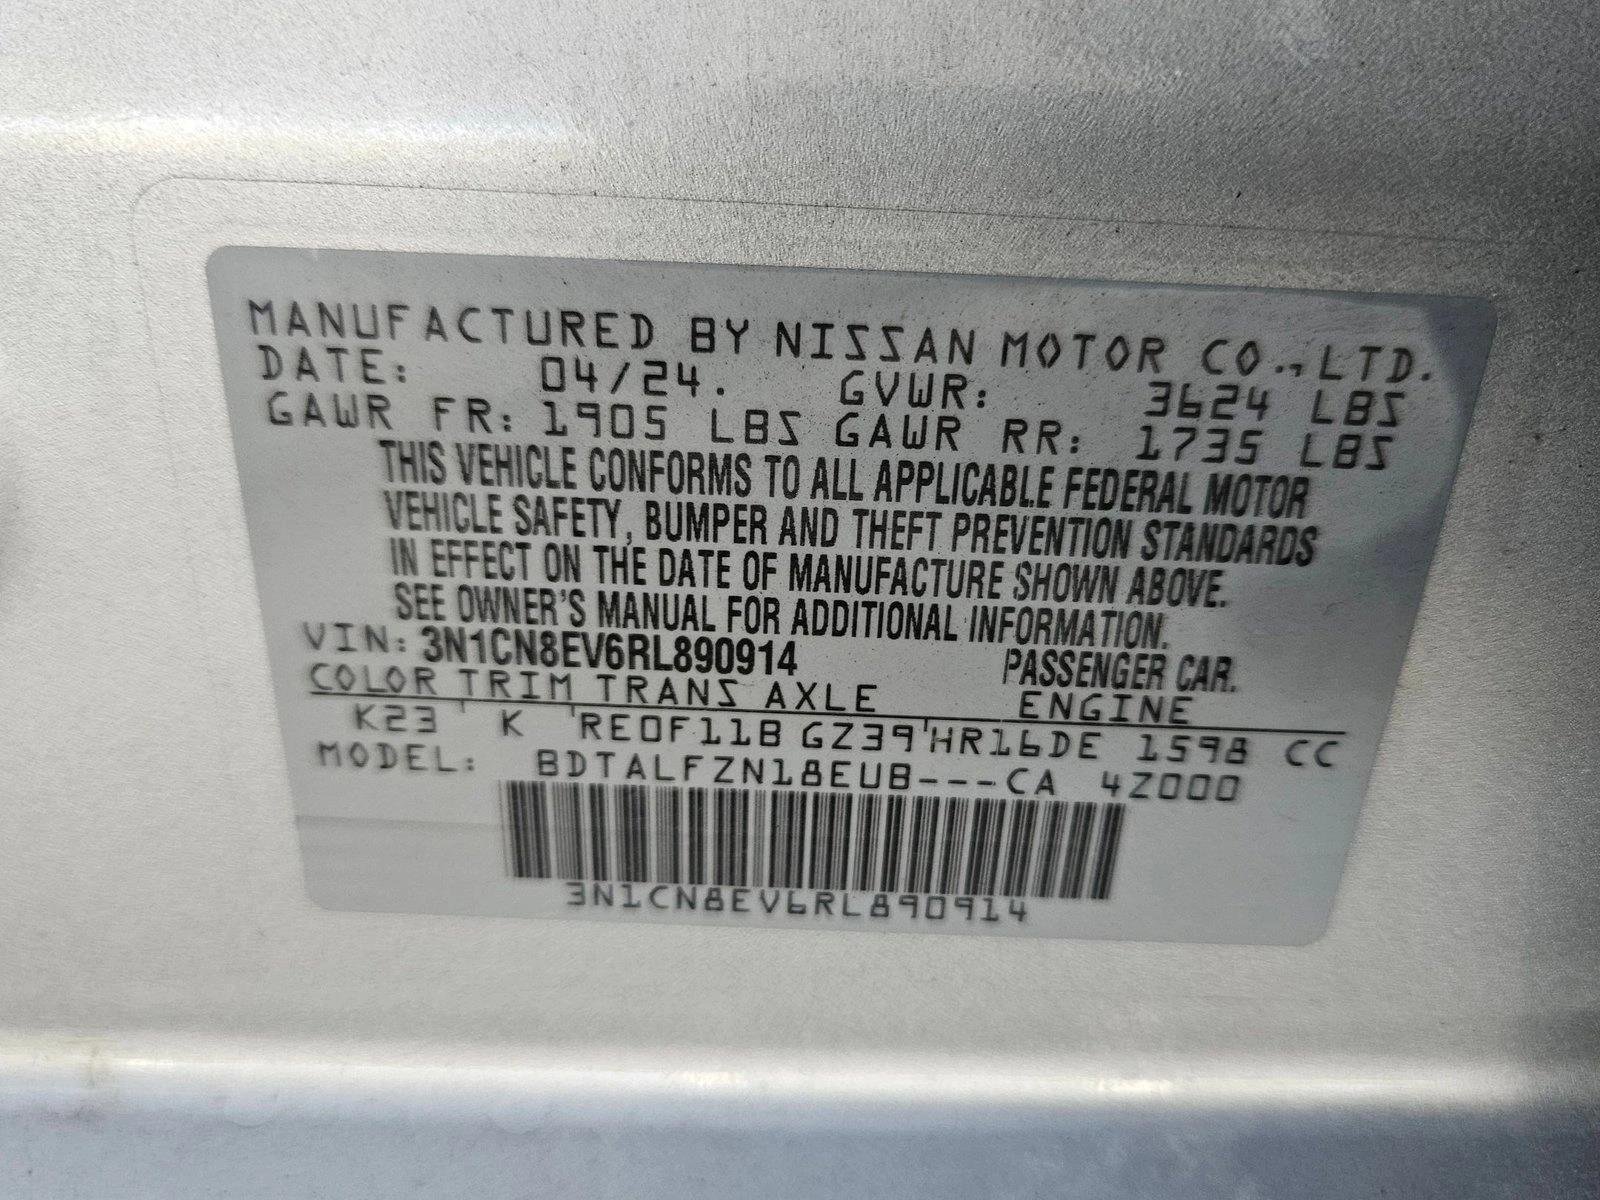 MANUFACTURED BY NISSAN MOTOR CO., LTD.
DATE: 04/24. GVWR: 3624 LBS
GAWR FR: 1905 LBS GAWR RR: 1735 LBS
THIS VEHICLE CONFORMS TO ALL APPLICABLE FEDERAL MOTOR
VEHICLE SAFETY, BUMPER AND THEFT PREVENTION STANDARDS
IN EFFECT ON THE DATE OF MANUFACTURE SHOWN ABOVE.
SEE OWNER'S MANUAL FOR ADDITIONAL INFORMATION.
VIN: 3N1CN8EV6RL890914 PASSENGER CAR.
COLOR TRIM TRANS AXLE ENGINE
K23 K RE0F11B GZ39 HR16DE 1598 CC
MODEL: BDTALFZN18EUB---CA 4Z000
3N1CN8EV6RL890914